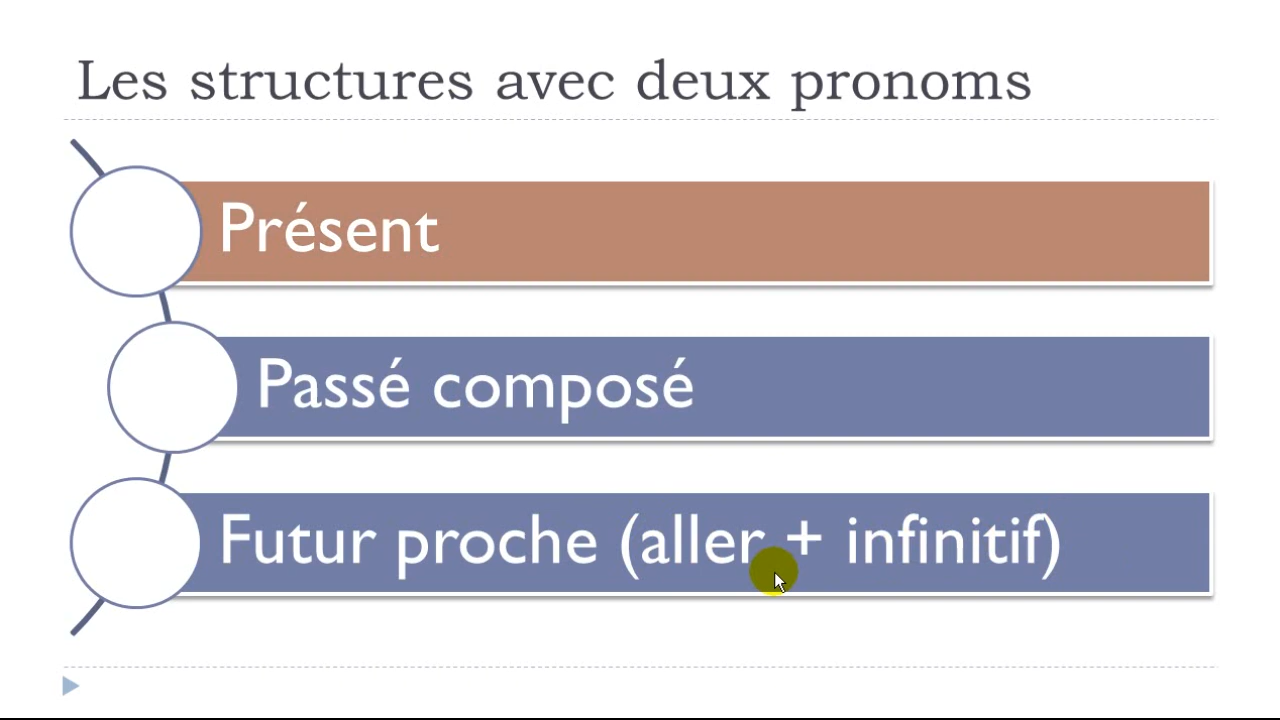 Les structures avec deux pronoms
Présent
Passé composé
Futur proche (aller + infinitif)